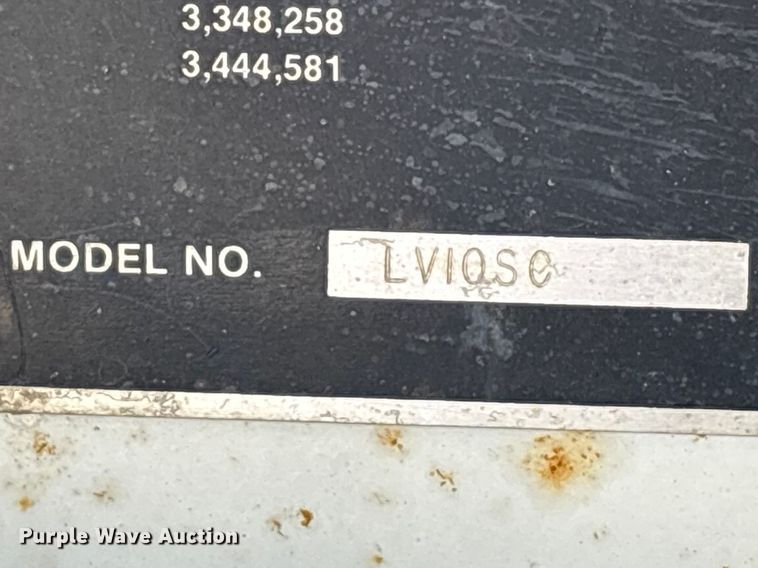 3,348,258
3,444,581
MODEL NO. LV10SC
Purple Wave Auction